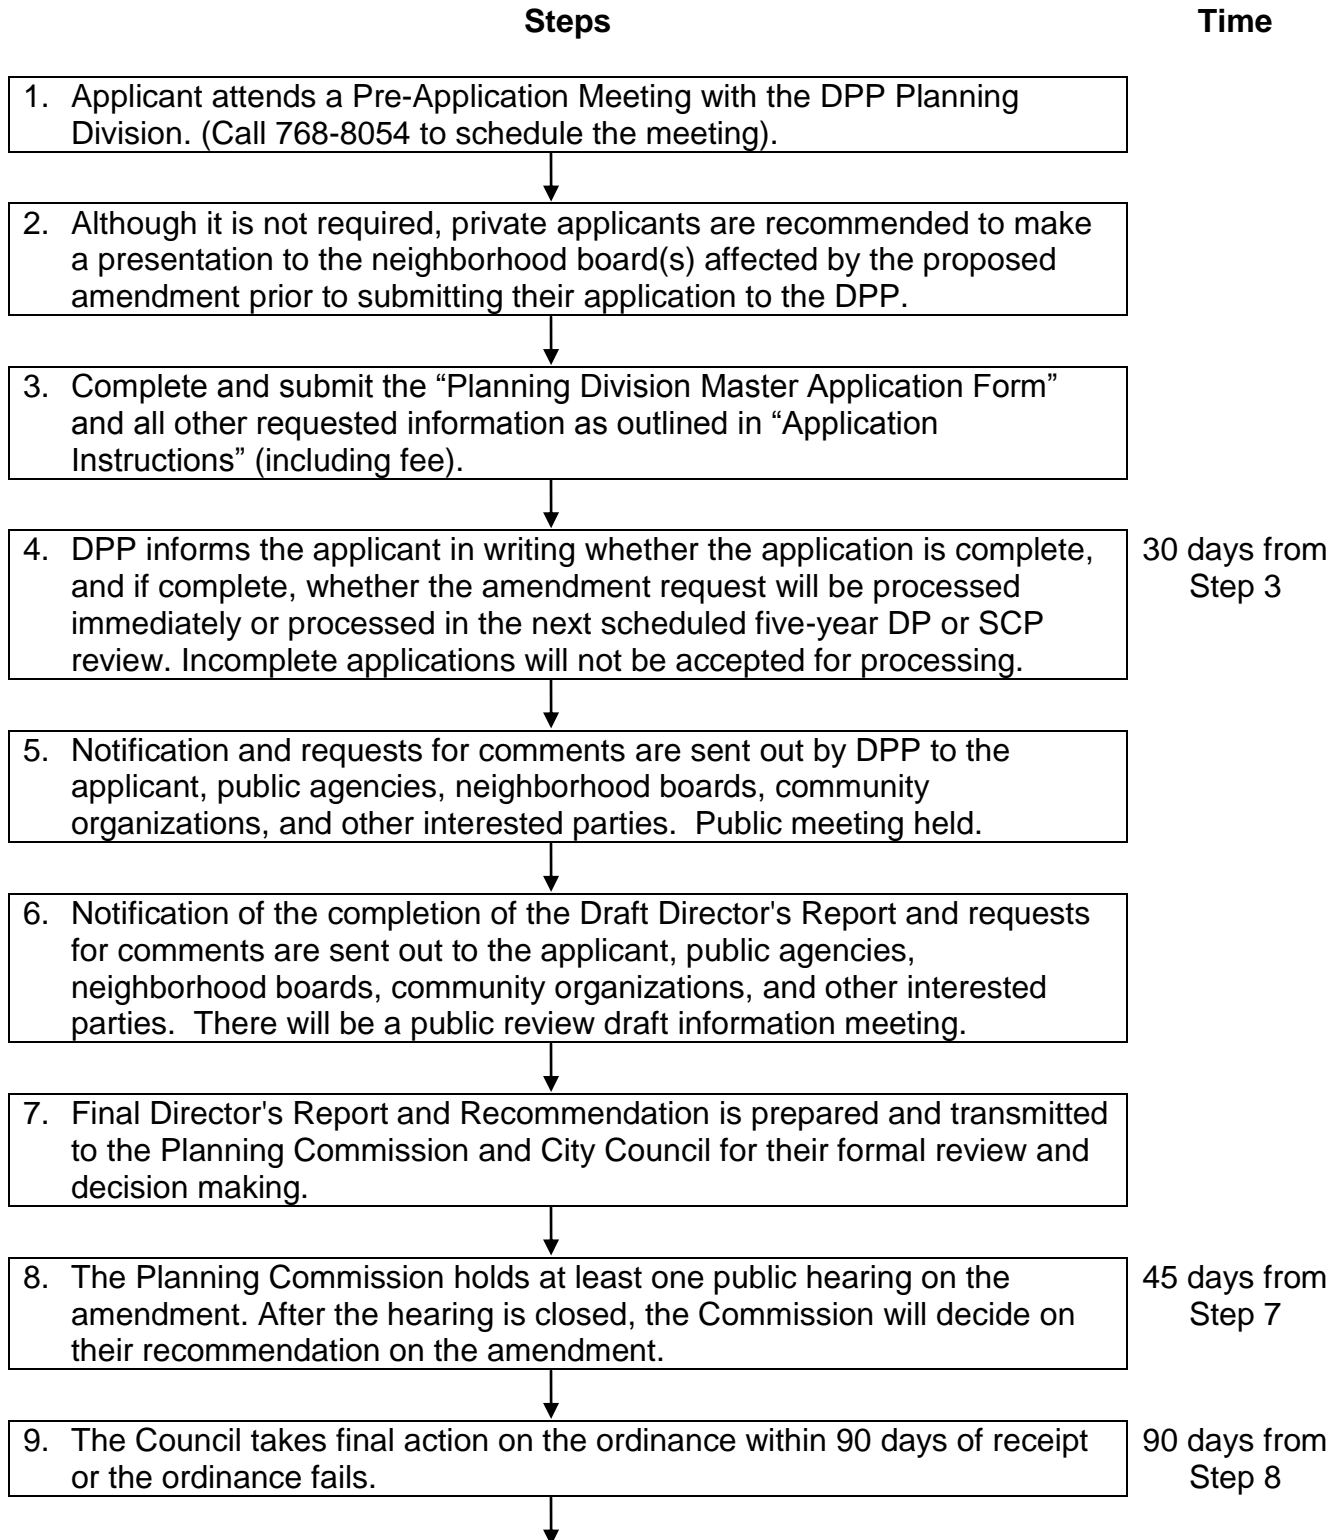 Steps Time
1. Applicant attends a Pre-Application Meeting with the DPP Planning
Division. (Call 768-8054 to schedule the meeting).
2. Although it is not required, private applicants are recommended to make
a presentation to the neighborhood board(s) affected by the proposed
amendment prior to submitting their application to the DPP.
3. Complete and submit the “Planning Division Master Application Form”
and all other requested information as outlined in “Application
Instructions” (including fee).
4. DPP informs the applicant in writing whether the application is complete,
and if complete, whether the amendment request will be processed
immediately or processed in the next scheduled five-year DP or SCP
review. Incomplete applications will not be accepted for processing.
30 days from
Step 3
5. Notification and requests for comments are sent out by DPP to the
applicant, public agencies, neighborhood boards, community
organizations, and other interested parties.  Public meeting held.
6. Notification of the completion of the Draft Director's Report and requests
for comments are sent out to the applicant, public agencies,
neighborhood boards, community organizations, and other interested
parties.  There will be a public review draft information meeting.
7. Final Director's Report and Recommendation is prepared and transmitted
to the Planning Commission and City Council for their formal review and
decision making.
8. The Planning Commission holds at least one public hearing on the
amendment. After the hearing is closed, the Commission will decide on
their recommendation on the amendment.
45 days from
Step 7
9. The Council takes final action on the ordinance within 90 days of receipt
or the ordinance fails.
90 days from
Step 8